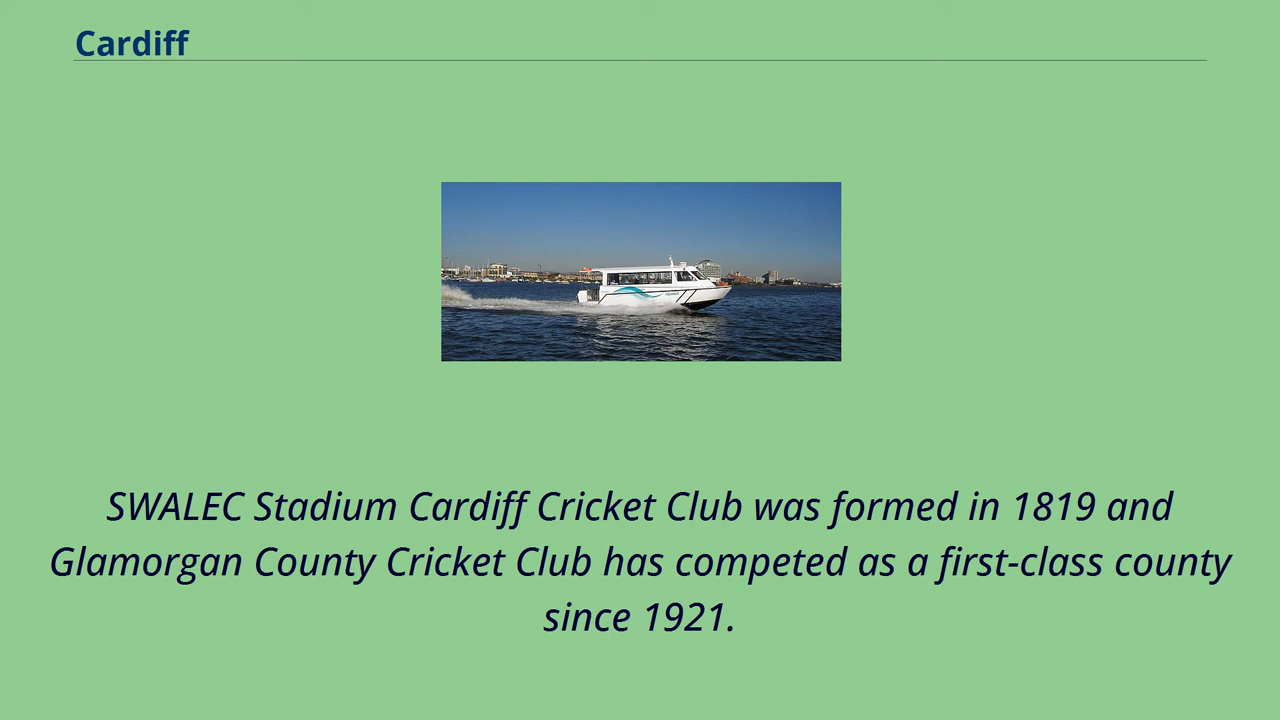 Cardiff
SWALEC Stadium Cardiff Cricket Club was formed in 1819 and
Glamorgan County Cricket Club has competed as a first-class county
since 1921.